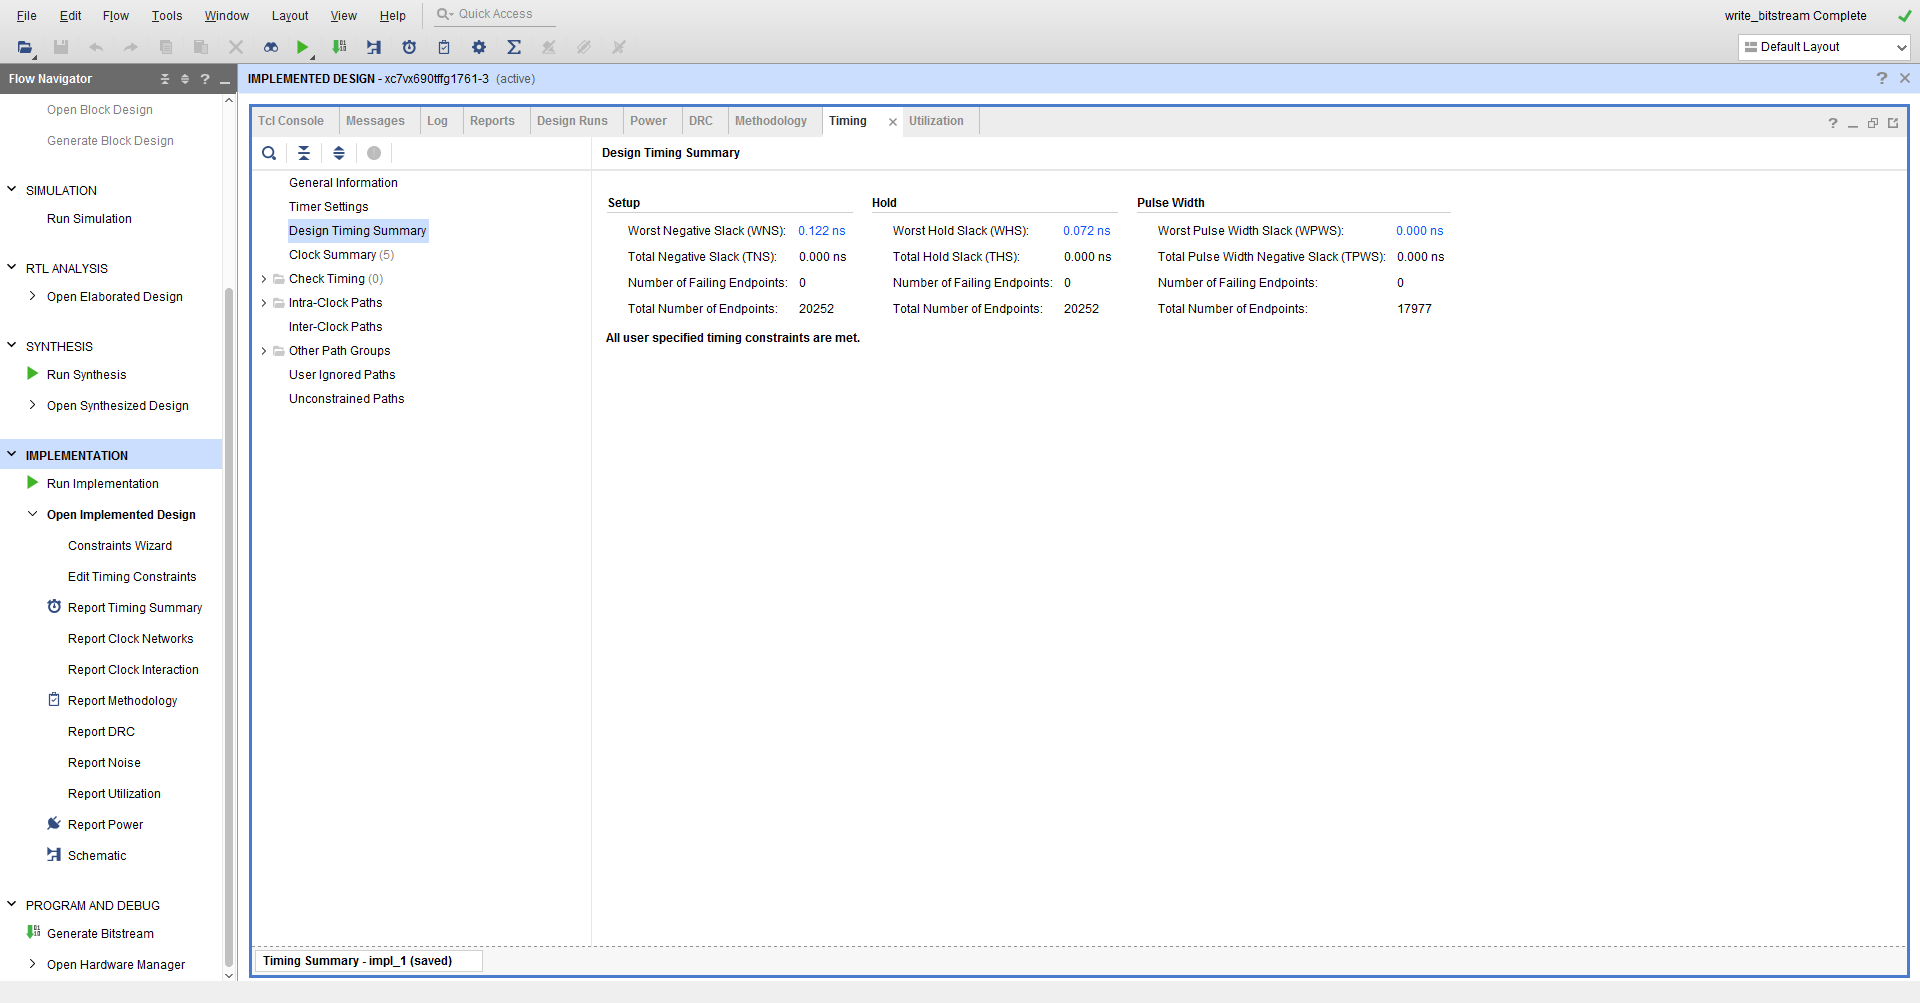 File Edit Flow Tools Window Layout View Help Quick Access write_bitstream Complete
Default Layout
Flow Navigator
IMPLEMENTED DESIGN - xc7vx690tffg1761-3 (active)
Open Block Design
Generate Block Design
SIMULATION
Run Simulation
RTL ANALYSIS
Open Elaborated Design
SYNTHESIS
Run Synthesis
Open Synthesized Design
IMPLEMENTATION
Run Implementation
Open Implemented Design
Constraints Wizard
Edit Timing Constraints
Report Timing Summary
Report Clock Networks
Report Clock Interaction
Report Methodology
Report DRC
Report Noise
Report Utilization
Report Power
Schematic
PROGRAM AND DEBUG
Generate Bitstream
Open Hardware Manager
Tcl Console Messages Log Reports Design Runs Power DRC Methodology Timing Utilization
General Information
Timer Settings
Design Timing Summary
Clock Summary (5)
Check Timing (0)
Intra-Clock Paths
Inter-Clock Paths
Other Path Groups
User Ignored Paths
Unconstrained Paths
Design Timing Summary
Setup Hold Pulse Width
Worst Negative Slack (WNS): 0.122 ns Worst Hold Slack (WHS): 0.072 ns Worst Pulse Width Slack (WPWS): 0.000 ns
Total Negative Slack (TNS): 0.000 ns Total Hold Slack (THS): 0.000 ns Total Pulse Width Negative Slack (TPWS): 0.000 ns
Number of Failing Endpoints: 0 Number of Failing Endpoints: 0 Number of Failing Endpoints: 0
Total Number of Endpoints: 20252 Total Number of Endpoints: 20252 Total Number of Endpoints: 17977
All user specified timing constraints are met.
Timing Summary - impl_1 (saved)